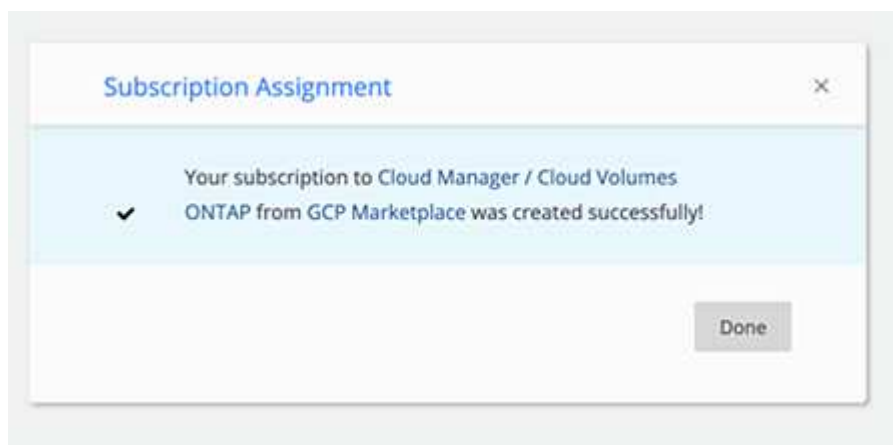 Subscription Assignment
Your subscription to Cloud Manager / Cloud Volumes
ONTAP from GCP Marketplace was created successfully!
Done